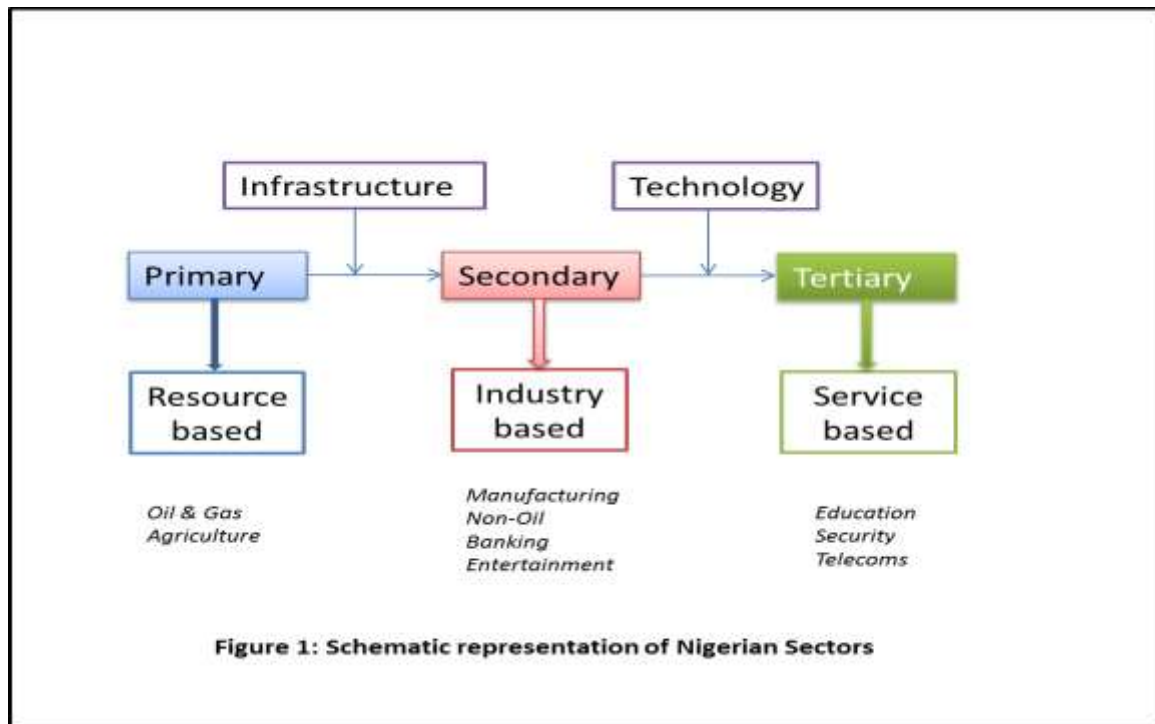 Infrastructure
Technology
Primary
Secondary
Tertiary
Resource
based
Industry
based
Service
based
Oil & Gas
Agriculture
Manufacturing
Non-Oil
Banking
Entertainment
Education
Security
Telecoms
Figure 1: Schematic representation of Nigerian Sectors